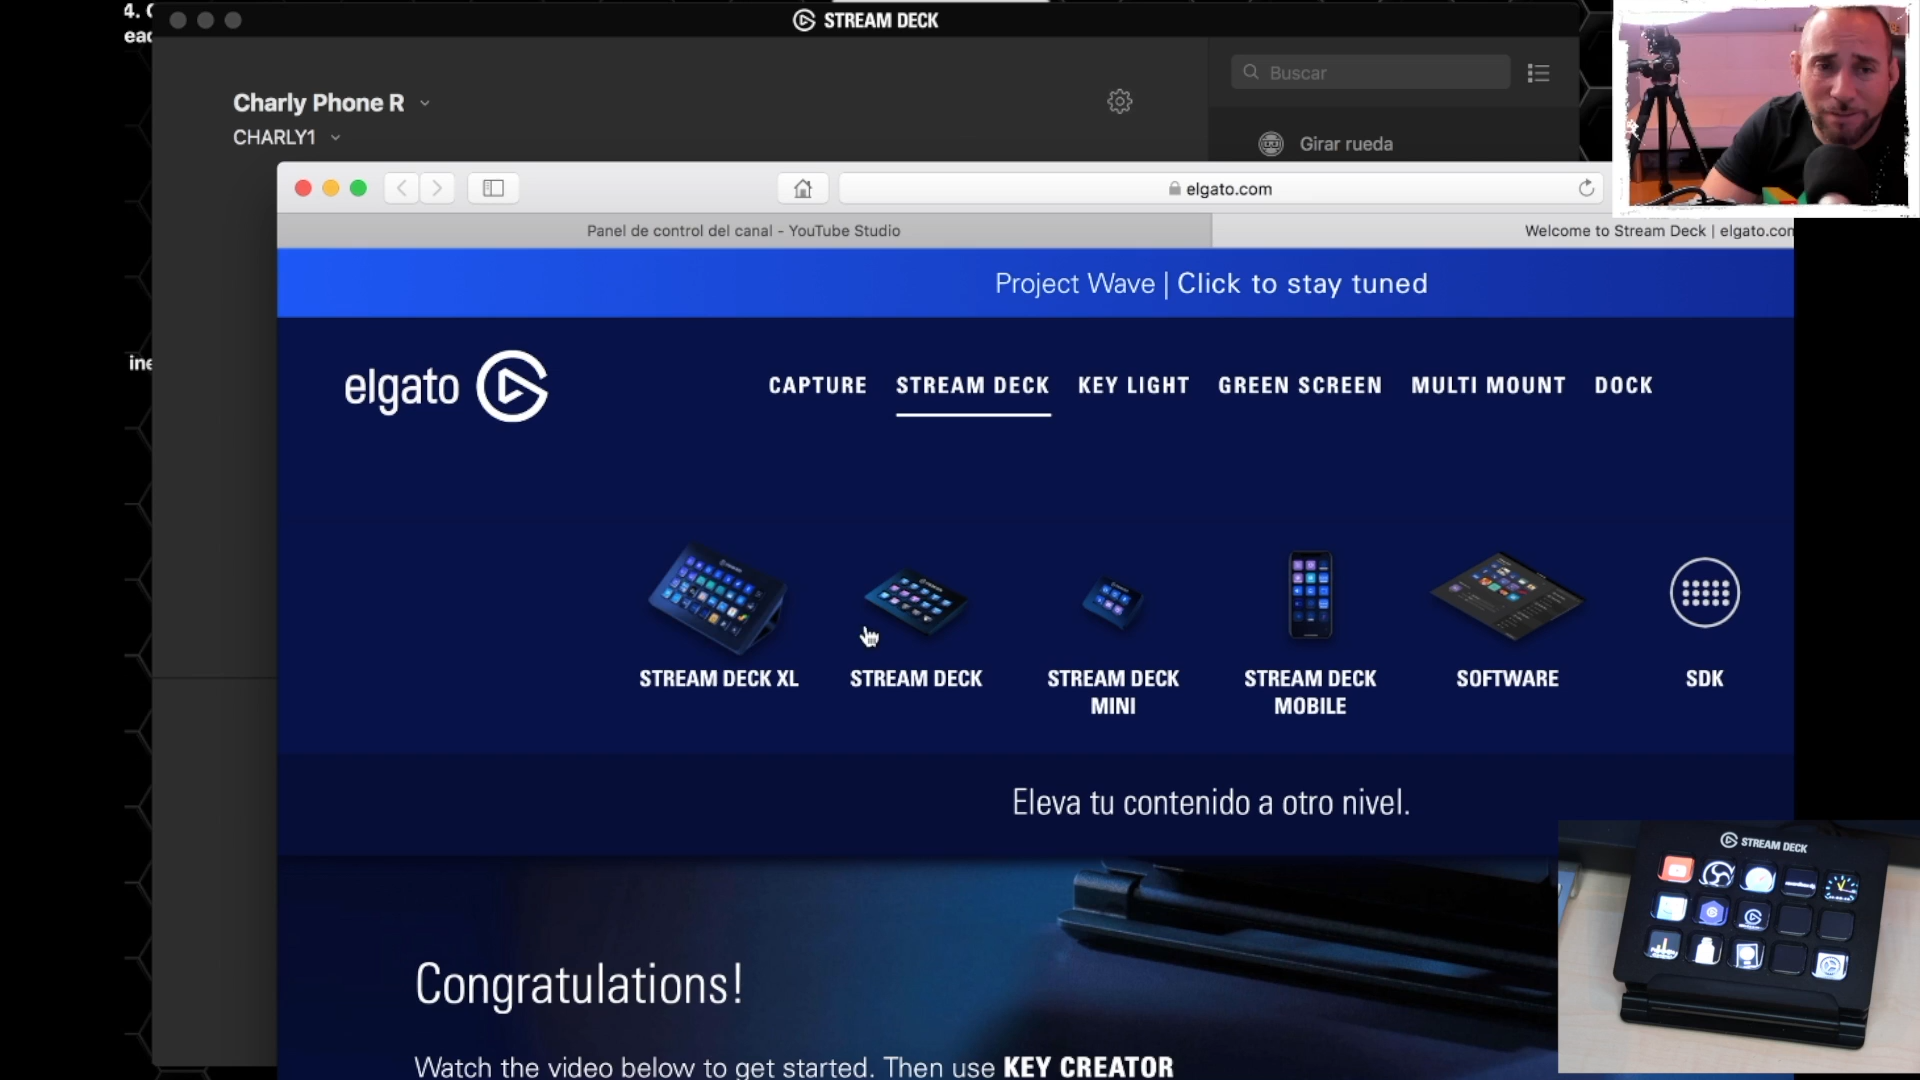 4. C
eac
STREAM DECK
Charly Phone R
CHARLY1
Buscar
Girar rueda
ine
elgato.com
Panel de control del canal - YouTube Studio
Welcome to Stream Deck | elgato.com
Project Wave | Click to stay tuned
elgato
CAPTURE STREAM DECK KEY LIGHT GREEN SCREEN MULTI MOUNT DOCK
STREAM DECK XL
STREAM DECK
STREAM DECK
MINI
STREAM DECK
MOBILE
SOFTWARE
SDK
Eleva tu contenido a otro nivel.
STREAM DECK
Congratulations!
Watch the video below to get started. Then use KEY CREATOR